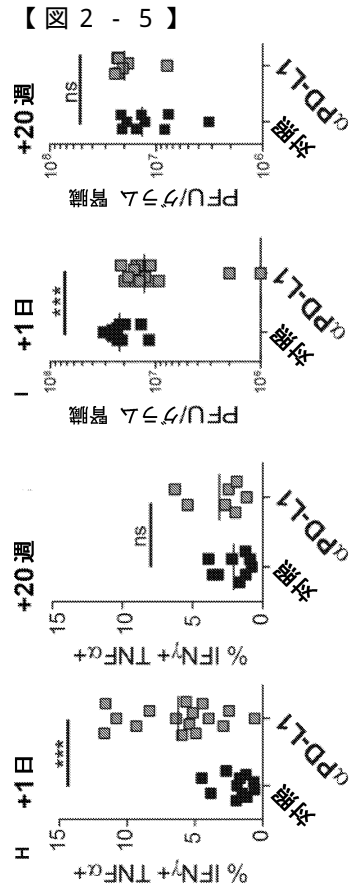 【図2-5】
H +1日
***
15
10
5
0
% IFNγ+ TNFα+
対照
αPD-L1
+20週
ns
15
10
5
0
% IFNγ+ TNFα+
対照
αPD-L1
I +1日
***
10⁸
10⁷
10⁶
PFU/グラム 腎臓
対照
αPD-L1
+20週
ns
10⁸
10⁷
10⁶
PFU/グラム 腎臓
対照
αPD-L1